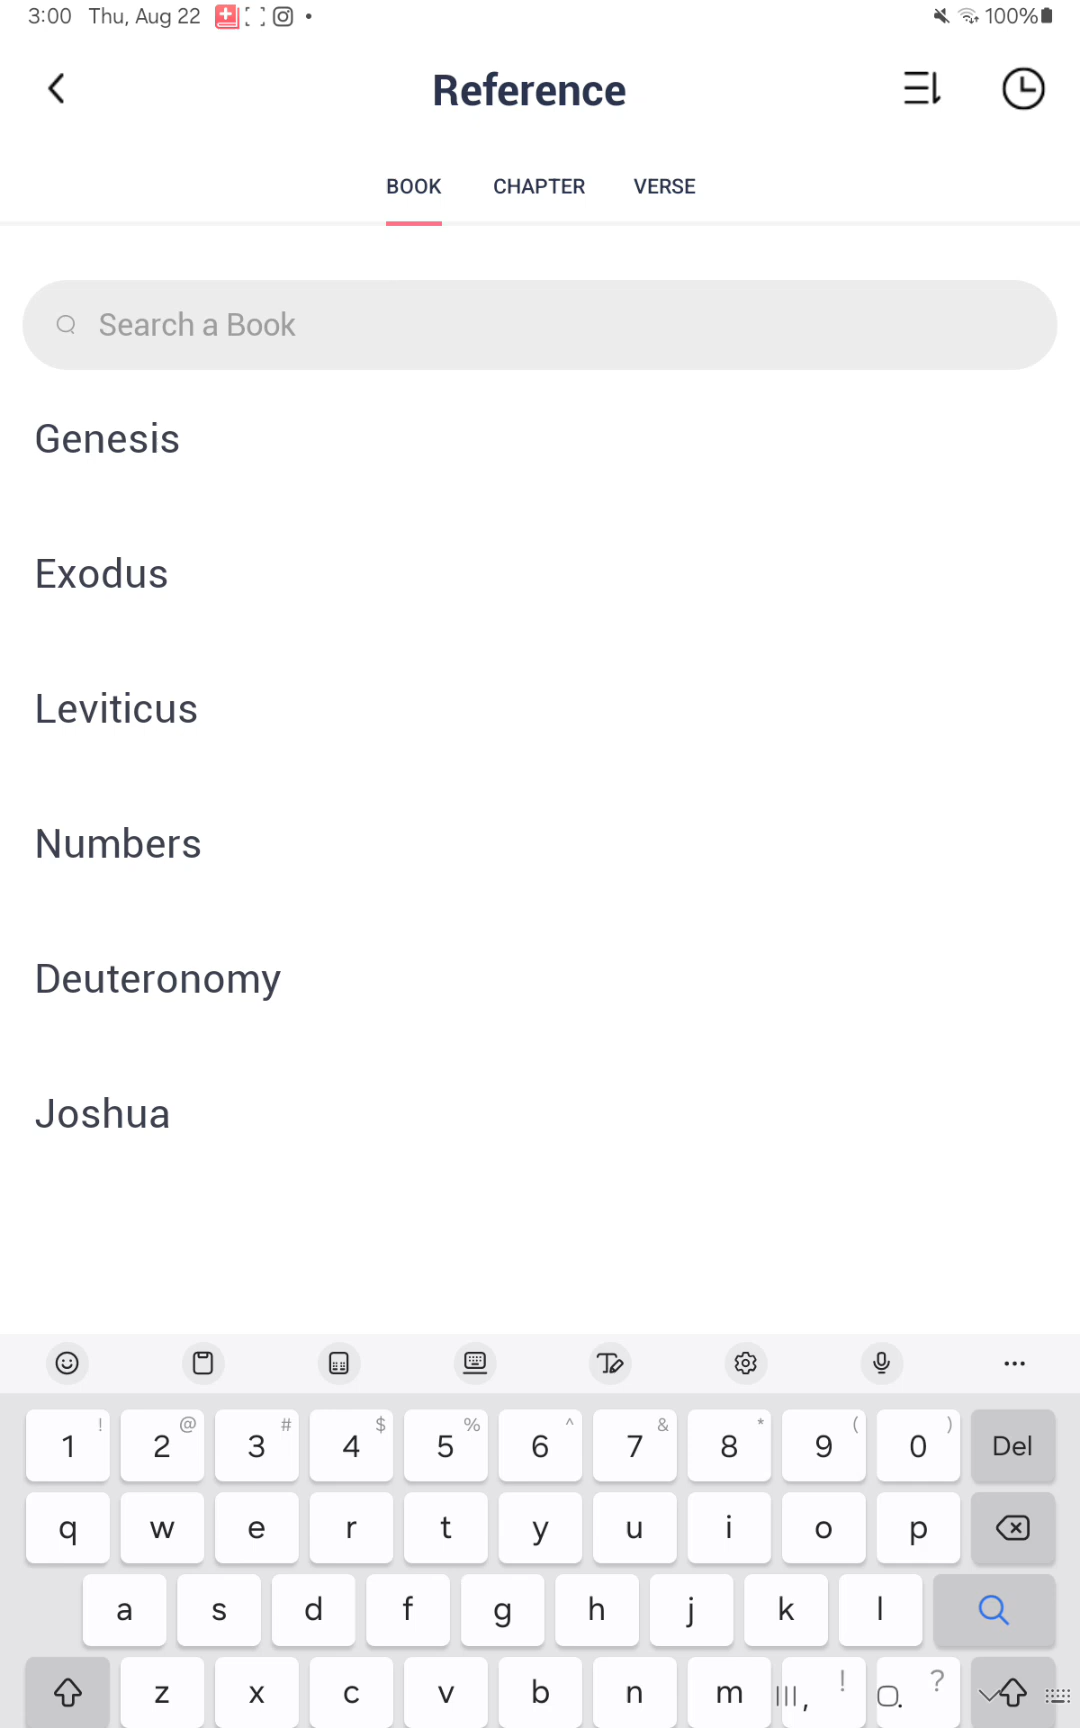 3:00 Thu, Aug 22 100%
Reference
BOOK CHAPTER VERSE
Search a Book
Genesis
Exodus
Leviticus
Numbers
Deuteronomy
Joshua
! @ # $ % ^ & * ( )
1 2 3 4 5 6 7 8 9 0 Del
q w e r t y u i o p
a s d f g h j k l
z x c v b n m , ! . ?